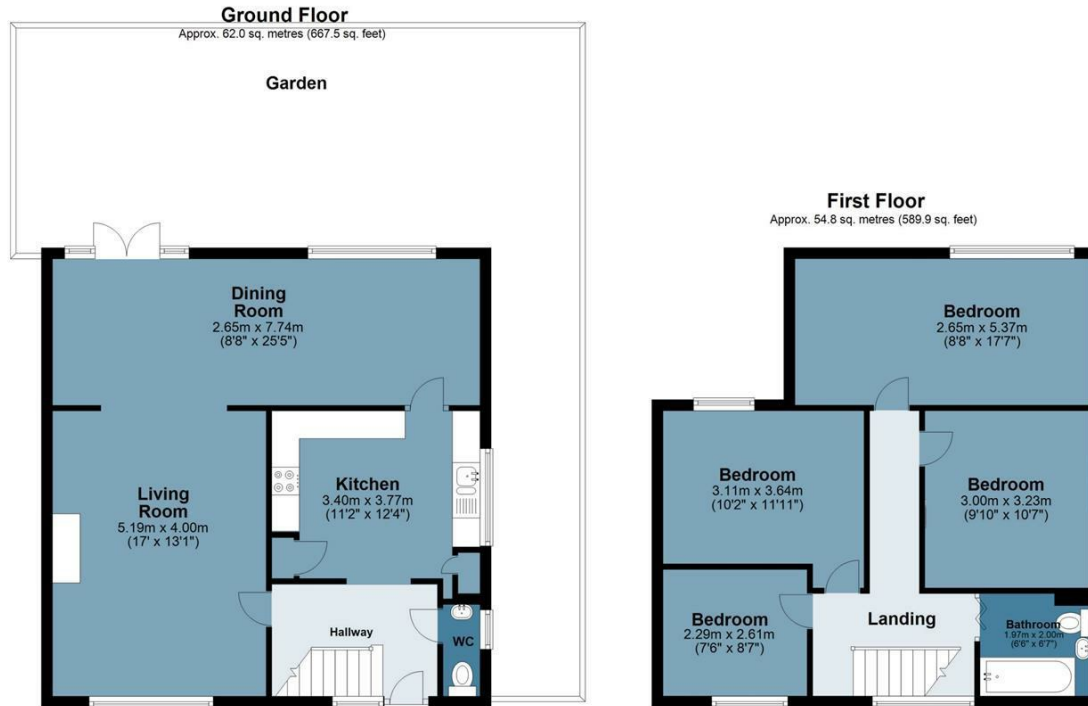 Ground Floor
Approx. 62.0 sq. metres (667.5 sq. feet)
Garden
Dining
Room
2.65m x 7.74m
(8'8" x 25'5")
Living
Room
5.19m x 4.00m
(17' x 13'1")
Kitchen
3.40m x 3.77m
(11'2" x 12'4")
Hallway
WC
First Floor
Approx. 54.8 sq. metres (589.9 sq. feet)
Bedroom
2.65m x 5.37m
(8'8" x 17'7")
Bedroom
3.11m x 3.64m
(10'2" x 11'11")
Bedroom
3.00m x 3.23m
(9'10" x 10'7")
Bedroom
2.29m x 2.61m
(7'6" x 8'7")
Landing
Bathroom
1.97m x 2.00m
(6'6" x 6'7")